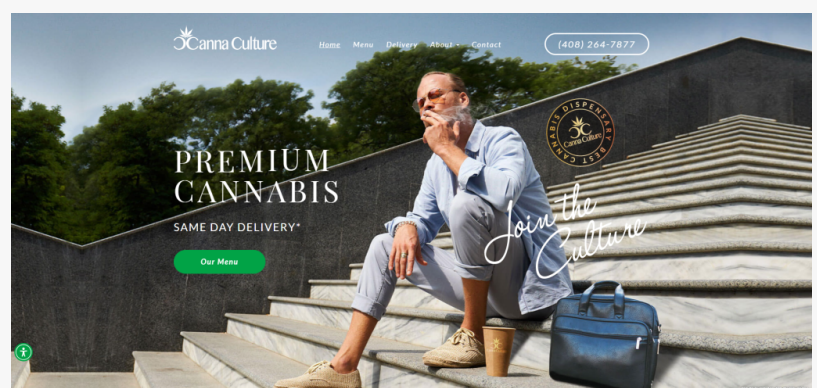 Canna Culture
Home Menu Delivery About Contact
(408) 264-7877
PREMIUM
CANNABIS
SAME DAY DELIVERY*
Our Menu
CANNABIS DISPENSARY BEST
Canna Culture
Join the
Culture